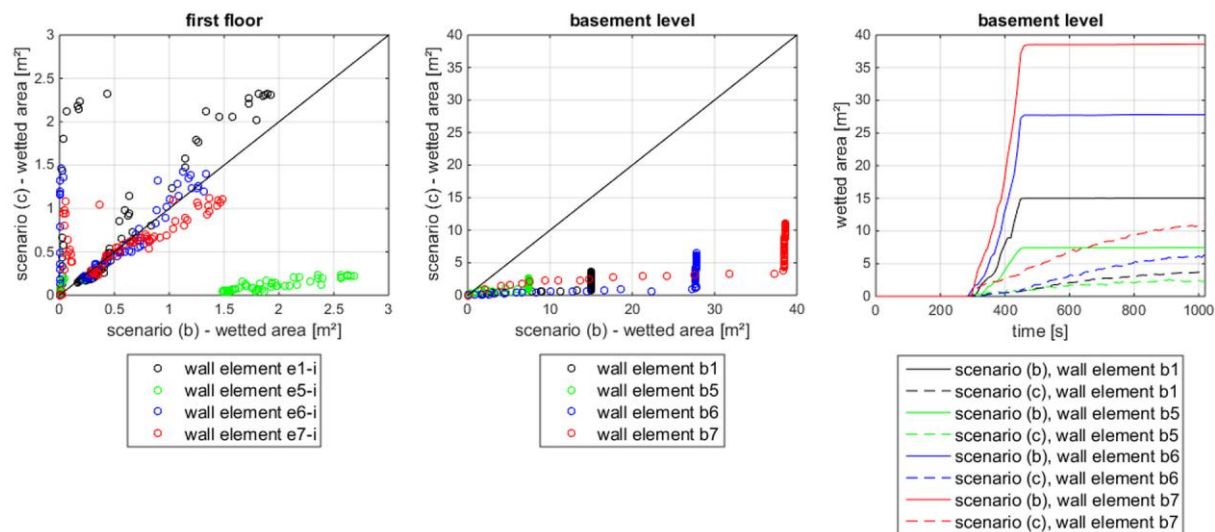 first floor
3
2.5
2
1.5
1
0.5
0
0 0.5 1 1.5 2 2.5 3
scenario (c) - wetted area [m²]
scenario (b) - wetted area [m²]
wall element e1-i
wall element e5-i
wall element e6-i
wall element e7-i
basement level
40
35
30
25
20
15
10
5
0
0 10 20 30 40
scenario (c) - wetted area [m²]
scenario (b) - wetted area [m²]
wall element b1
wall element b5
wall element b6
wall element b7
basement level
40
35
30
25
20
15
10
5
0
0 200 400 600 800 1000
wetted area [m²]
time [s]
scenario (b), wall element b1
scenario (c), wall element b1
scenario (b), wall element b5
scenario (c), wall element b5
scenario (b), wall element b6
scenario (c), wall element b6
scenario (b), wall element b7
scenario (c), wall element b7